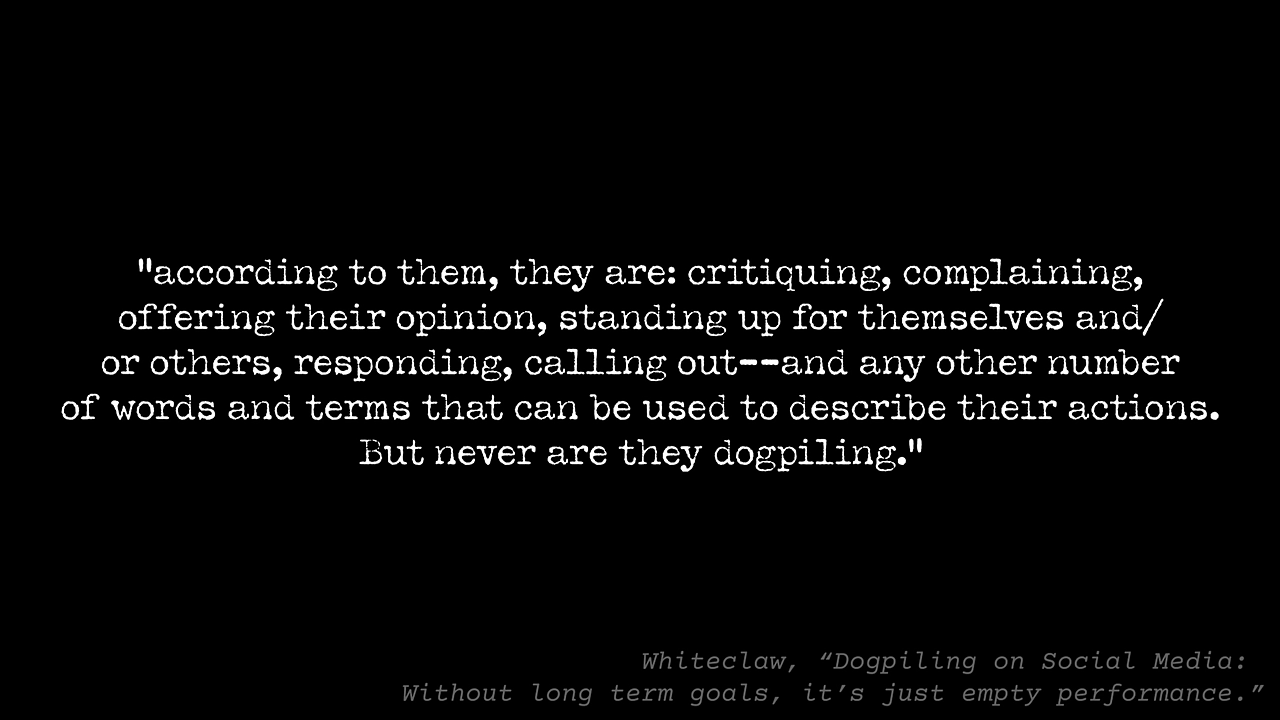 "according to them, they are: critiquing, complaining,
offering their opinion, standing up for themselves and/
or others, responding, calling out--and any other number
of words and terms that can be used to describe their actions.
But never are they dogpiling."
Whiteclaw, “Dogpiling on Social Media:
Without long term goals, it’s just empty performance.”